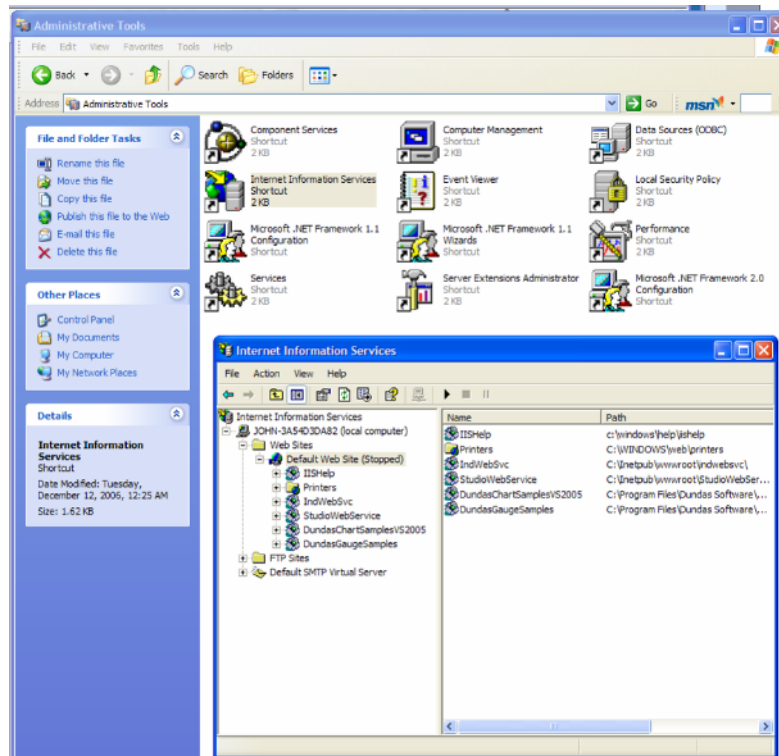 Administrative Tools
File Edit View Favorites Tools Help
Back Search Folders
Address Administrative Tools Go msn
File and Folder Tasks
Rename this file
Move this file
Copy this file
Publish this file to the Web
E-mail this file
Delete this file
Other Places
Control Panel
My Documents
My Computer
My Network Places
Details
Internet Information
Services
Shortcut
Date Modified: Tuesday,
December 12, 2006, 12:25 AM
Size: 1.62 KB
Component Services
Shortcut
2 KB
Computer Management
Shortcut
2 KB
Data Sources (ODBC)
Shortcut
2 KB
Internet Information Services
Shortcut
2 KB
Event Viewer
Shortcut
2 KB
Local Security Policy
Shortcut
2 KB
Microsoft .NET Framework 1.1
Configuration
Shortcut
Microsoft .NET Framework 1.1
Wizards
Shortcut
Performance
Shortcut
2 KB
Services
Shortcut
2 KB
Server Extensions Administrator
Shortcut
2 KB
Microsoft .NET Framework 2.0
Configuration
Shortcut
Internet Information Services
File Action View Help
Internet Information Services
JOHN-3A54D3DA82 (local computer)
Web Sites
Default Web Site (Stopped)
IISHelp
Printers
IndWebSvc
StudioWebService
DundasChartSamplesVS2005
DundasGaugeSamples
FTP Sites
Default SMTP Virtual Server
Name Path
IISHelp c:\windows\help\iishelp
Printers C:\WINDOWS\web\printers
IndWebSvc C:\Inetpub\wwwroot\indwebsvc\
StudioWebService C:\Inetpub\wwwroot\StudioWebSer...
DundasChartSamplesVS2005 C:\Program Files\Dundas Software\,...
DundasGaugeSamples C:\Program Files\Dundas Software\,...